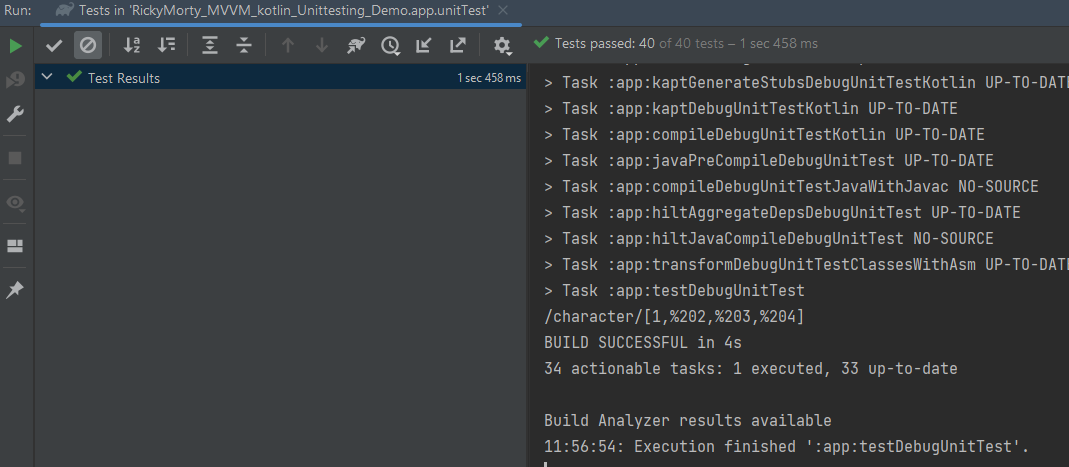 Run: Tests in 'RickyMorty_MVVM_kotlin_Unittesting_Demo.app.unitTest'
Tests passed: 40 of 40 tests – 1 sec 458 ms
Test Results 1 sec 458 ms
> Task :app:kaptGenerateStubsDebugUnitTestKotlin UP-TO-DATE
> Task :app:kaptDebugUnitTestKotlin UP-TO-DATE
> Task :app:compileDebugUnitTestKotlin UP-TO-DATE
> Task :app:javaPreCompileDebugUnitTest UP-TO-DATE
> Task :app:compileDebugUnitTestJavaWithJavac NO-SOURCE
> Task :app:hiltAggregateDepsDebugUnitTest UP-TO-DATE
> Task :app:hiltJavaCompileDebugUnitTest NO-SOURCE
> Task :app:transformDebugUnitTestClassesWithAsm UP-TO-DATE
> Task :app:testDebugUnitTest
/character/[1,%202,%203,%204]
BUILD SUCCESSFUL in 4s
34 actionable tasks: 1 executed, 33 up-to-date
Build Analyzer results available
11:56:54: Execution finished ':app:testDebugUnitTest'.